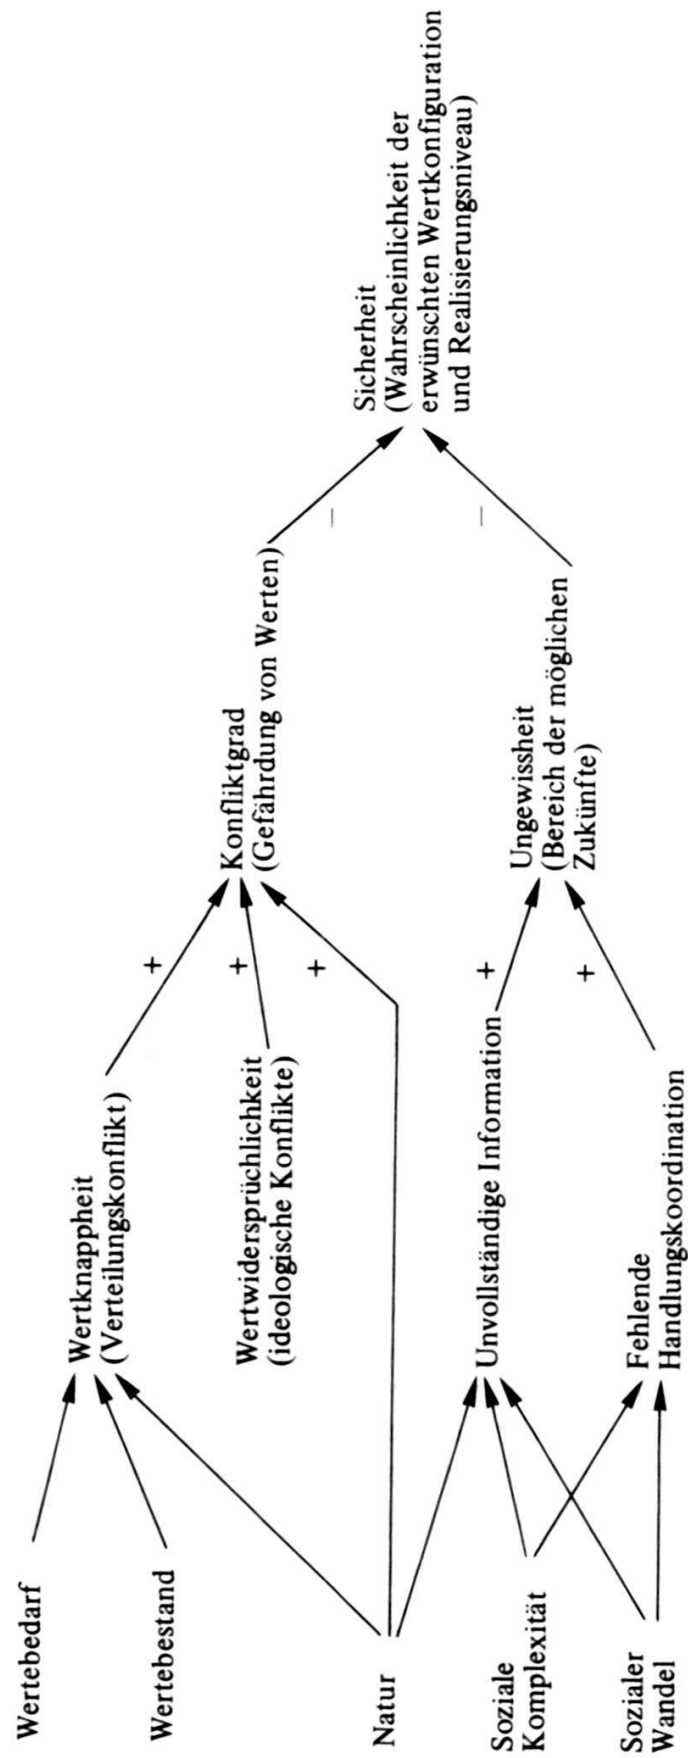 Wertebedarf
Wertebestand
Natur
Soziale
Komplexität
Sozialer
Wandel
Wertknappheit
(Verteilungskonflikt)
Wertwidersprüchlichkeit
(ideologische Konflikte)
Unvollständige Information
Fehlende
Handlungskoordination
+
+
+
+
+
Konfliktgrad
(Gefährdung von Werten)
Ungewissheit
(Bereich der möglichen
Zukünfte)
–
–
Sicherheit
(Wahrscheinlichkeit der
erwünschten Wertkonfiguration
und Realisierungsniveau)